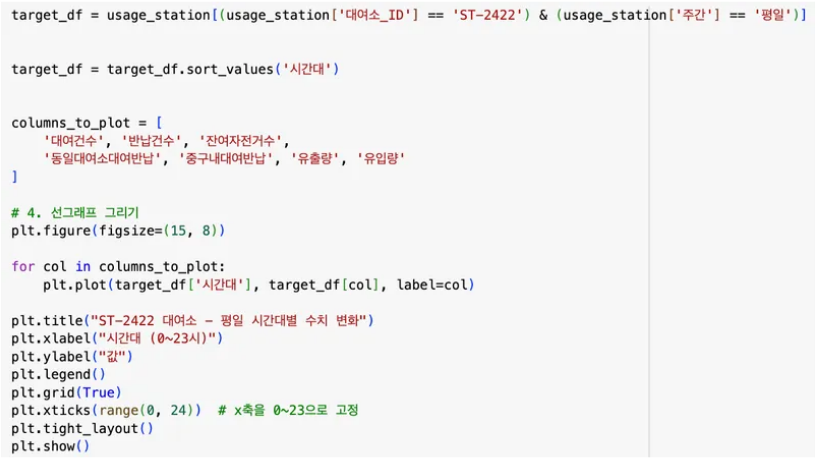 target_df = usage_station[(usage_station['대여소_ID'] == 'ST-2422') & (usage_station['주간'] == '평일')]
target_df = target_df.sort_values('시간대')
columns_to_plot = [
    '대여건수', '반납건수', '잔여자전거수',
    '동일대여소대여반납', '중구내대여반납', '유출량', '유입량'
]
# 4. 선그래프 그리기
plt.figure(figsize=(15, 8))
for col in columns_to_plot:
    plt.plot(target_df['시간대'], target_df[col], label=col)
plt.title("ST-2422 대여소 - 평일 시간대별 수치 변화")
plt.xlabel("시간대 (0~23시)")
plt.ylabel("값")
plt.legend()
plt.grid(True)
plt.xticks(range(0, 24))  # x축을 0~23으로 고정
plt.tight_layout()
plt.show()